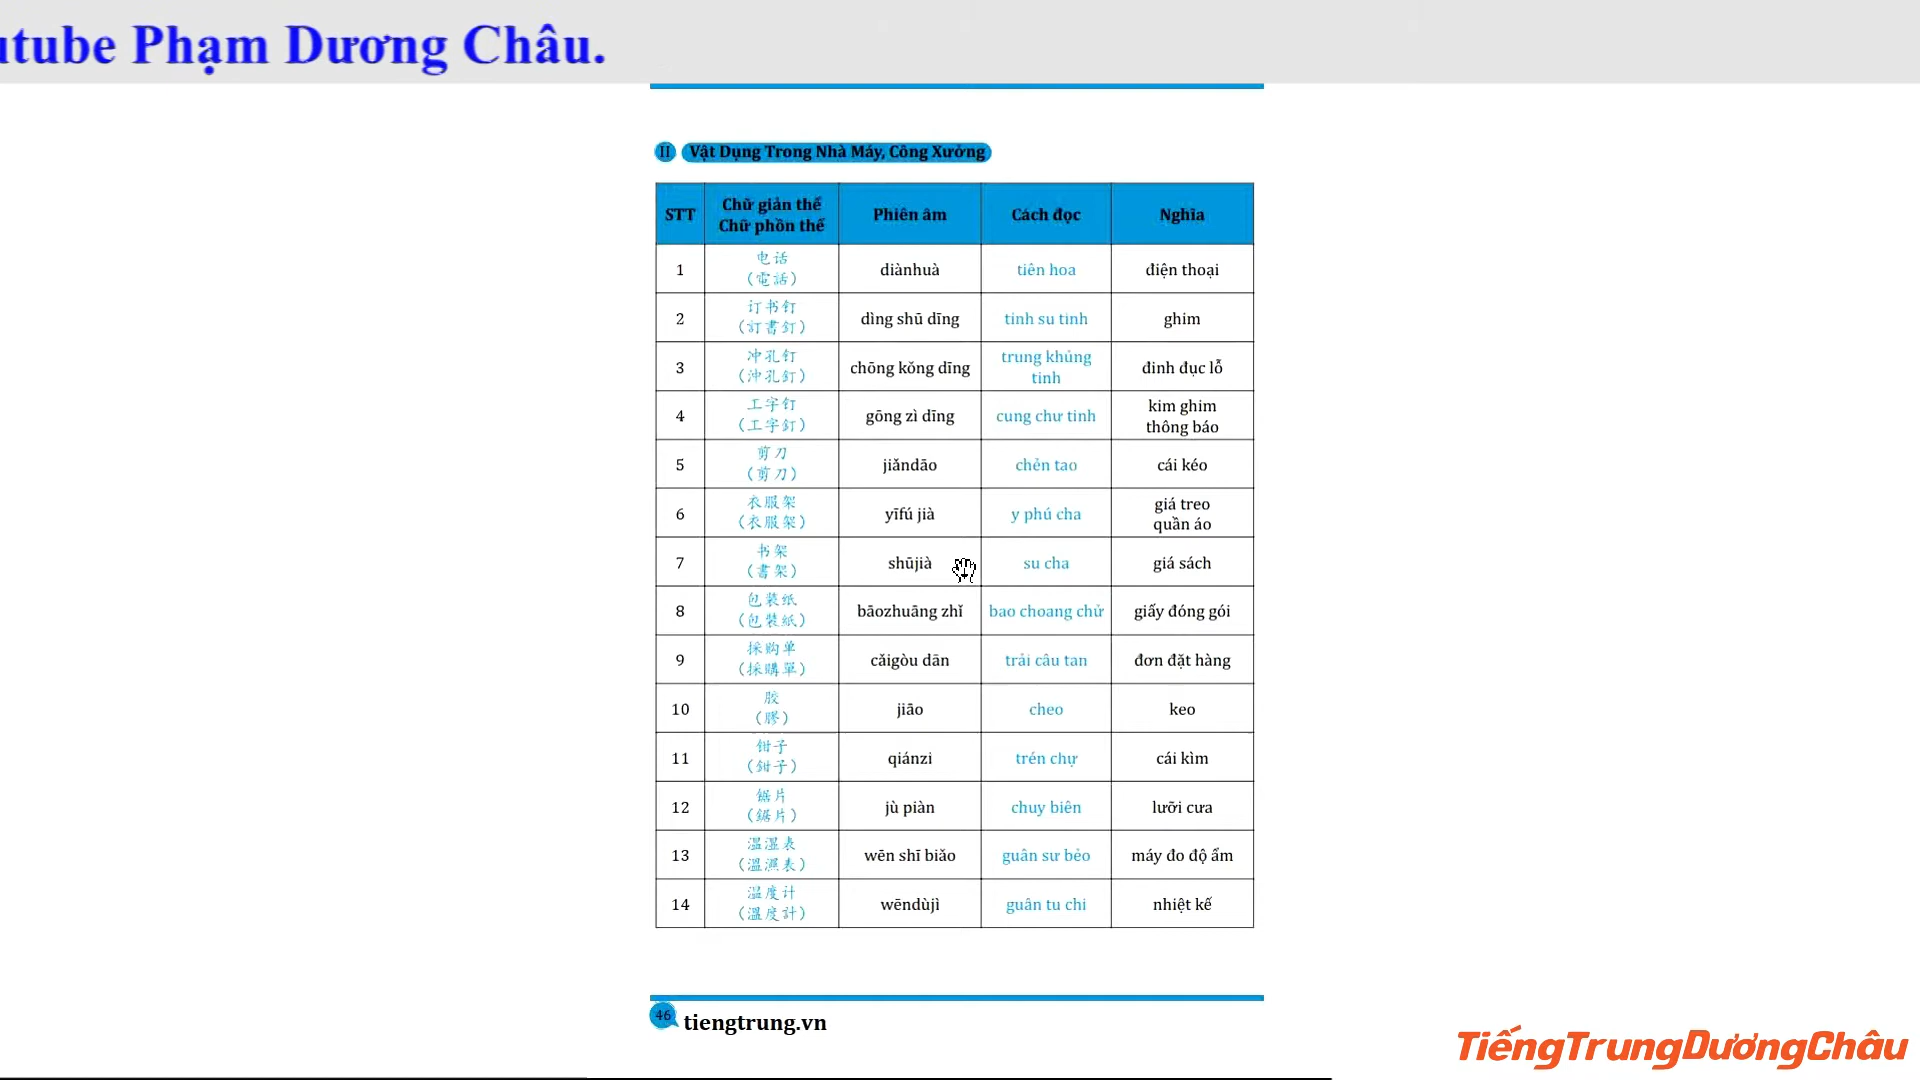 utube Phạm Dương Châu.
II Vật Dụng Trong Nhà Máy, Công Xưởng
STT Chữ giản thể Chữ phồn thể Phiên âm Cách đọc Nghĩa
1 电话 (電話) diànhuà tiên hoa điện thoại
2 订书钉 (訂書釘) dìng shū dīng tinh su tinh ghim
3 冲孔钉 (沖孔釘) chōng kǒng dīng trung khủng tinh đinh đục lỗ
4 工字钉 (工字釘) gōng zì dīng cung chư tinh kim ghim thông báo
5 剪刀 (剪刀) jiǎndāo chẻn tao cái kéo
6 衣服架 (衣服架) yīfú jià y phú cha giá treo quần áo
7 书架 (書架) shūjià su cha giá sách
8 包装纸 (包裝紙) bāozhuāng zhǐ bao choang chử giấy đóng gói
9 採购单 (採購單) cǎigòu dān trải câu tan đơn đặt hàng
10 胶 (膠) jiāo cheo keo
11 钳子 (鉗子) qiánzi trén chự cái kìm
12 锯片 (鋸片) jù piàn chuy biên lưỡi cưa
13 温湿表 (溫濕表) wēn shī biǎo guân sư bẻo máy đo độ ẩm
14 温度计 (溫度計) wēndùjì guân tu chi nhiệt kế
46 tiengtrung.vn
TiếngTrungDươngChâu